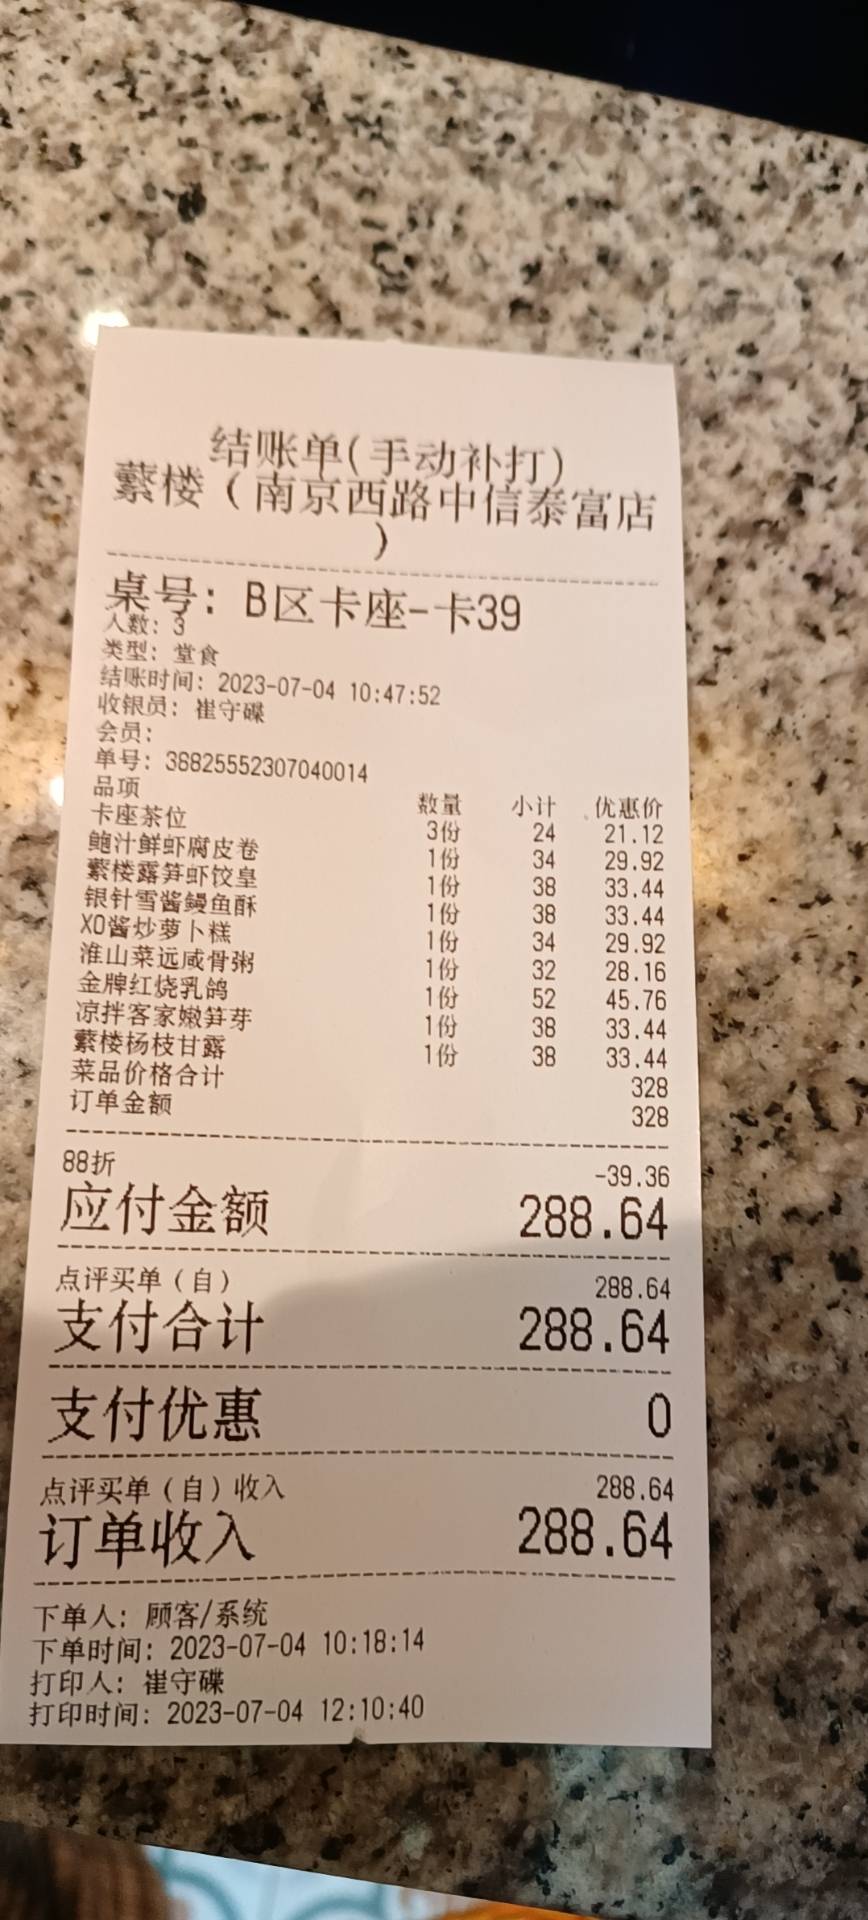 结账单(手动补打)
蘩楼（南京西路中信泰富店
）
桌号: B区卡座-卡39
人数: 3
类型: 堂食
结账时间: 2023-07-04 10:47:52
收银员: 崔守碟
会员:
单号: 368255552307040014
品项 数量 小计 优惠价
卡座茶位 3份 24 21.12
鲍汁鲜虾腐皮卷 1份 34 29.92
蘩楼露笋虾饺皇 1份 38 33.44
银针雪酱鳗鱼酥 1份 38 33.44
XO酱炒萝卜糕 1份 34 29.92
淮山菜远咸骨粥 1份 32 28.16
金牌红烧乳鸽 1份 52 45.76
凉拌客家嫩笋芽 1份 38 33.44
蘩楼杨枝甘露 1份 38 33.44
菜品价格合计 328
订单金额 328
88折 -39.36
应付金额 288.64
点评买单（自） 288.64
支付合计 288.64
支付优惠 0
点评买单（自）收入 288.64
订单收入 288.64
下单人: 顾客/系统
下单时间: 2023-07-04 10:18:14
打印人: 崔守碟
打印时间: 2023-07-04 12:10:40